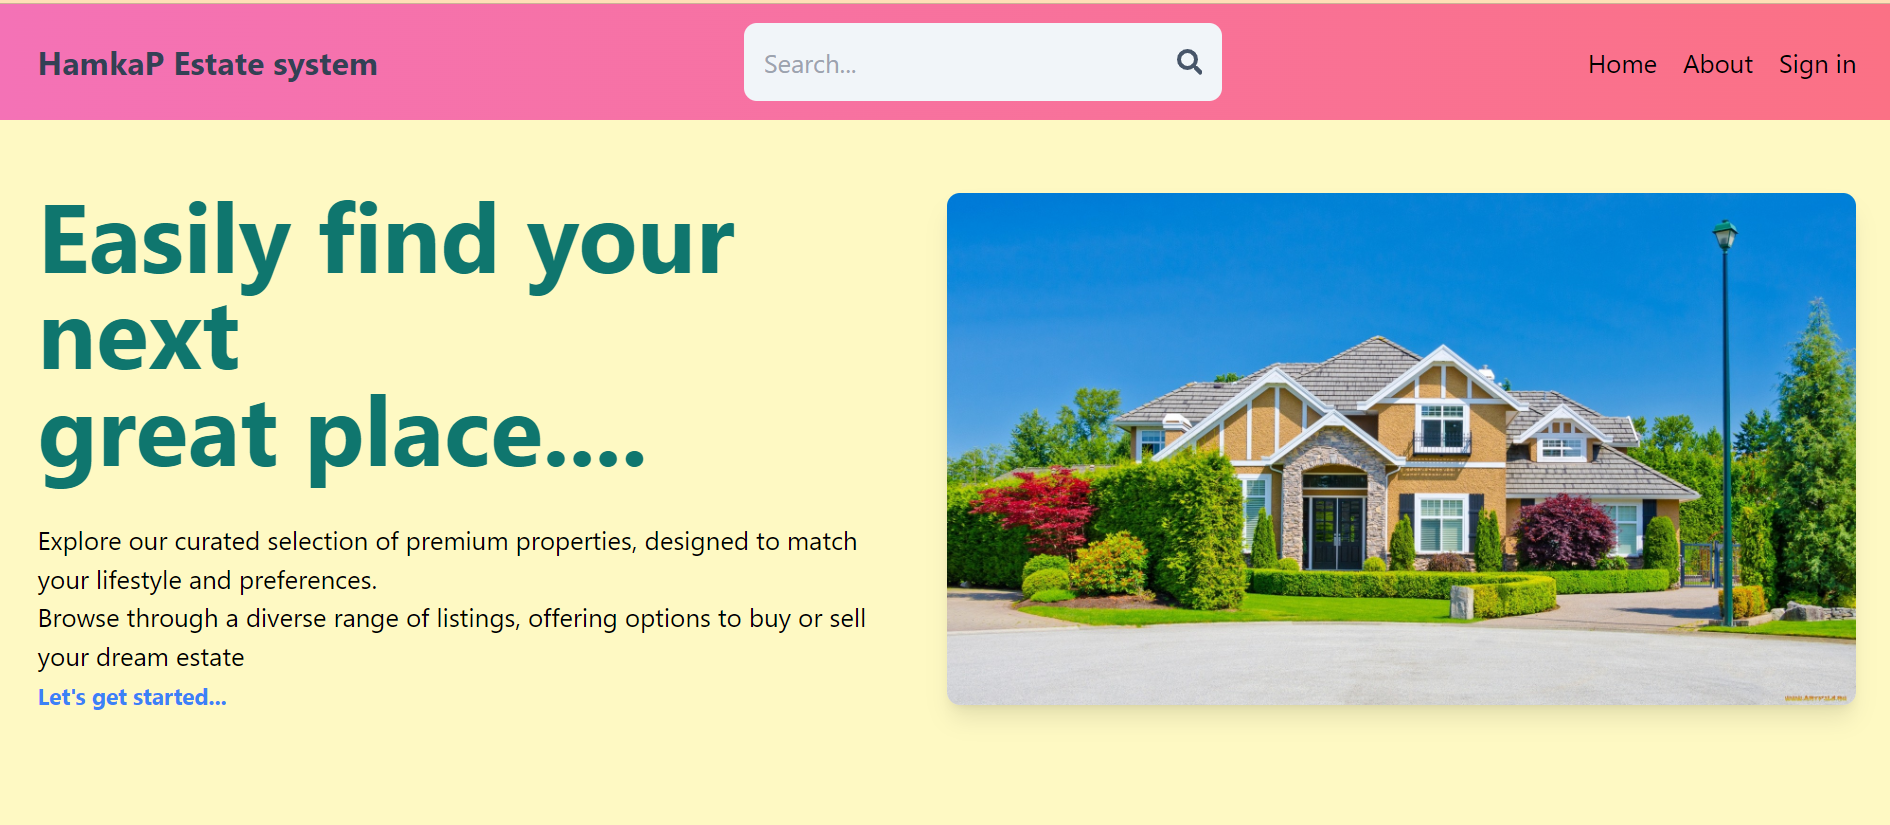 HamkaP Estate system
Search...
Home About Sign in
Easily find your
next
great place....
Explore our curated selection of premium properties, designed to match
your lifestyle and preferences.
Browse through a diverse range of listings, offering options to buy or sell
your dream estate
Let's get started...